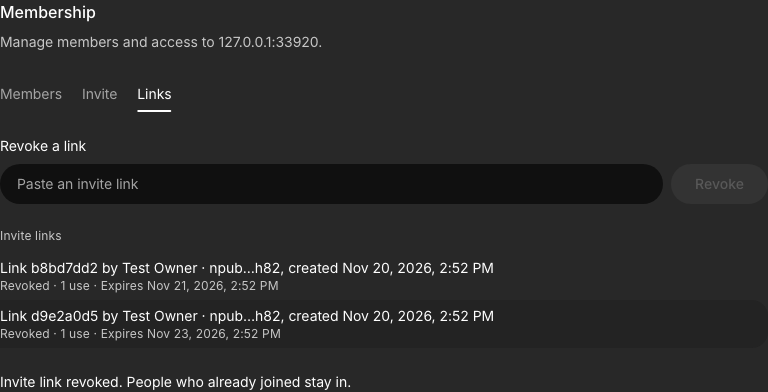 Membership
Manage members and access to 127.0.0.1:33920.
Members Invite Links
Revoke a link
Paste an invite link Revoke
Invite links
Link b8bd7dd2 by Test Owner · npub...h82, created Nov 20, 2026, 2:52 PM
Revoked · 1 use · Expires Nov 21, 2026, 2:52 PM
Link d9e2a0d5 by Test Owner · npub...h82, created Nov 20, 2026, 2:52 PM
Revoked · 1 use · Expires Nov 23, 2026, 2:52 PM
Invite link revoked. People who already joined stay in.